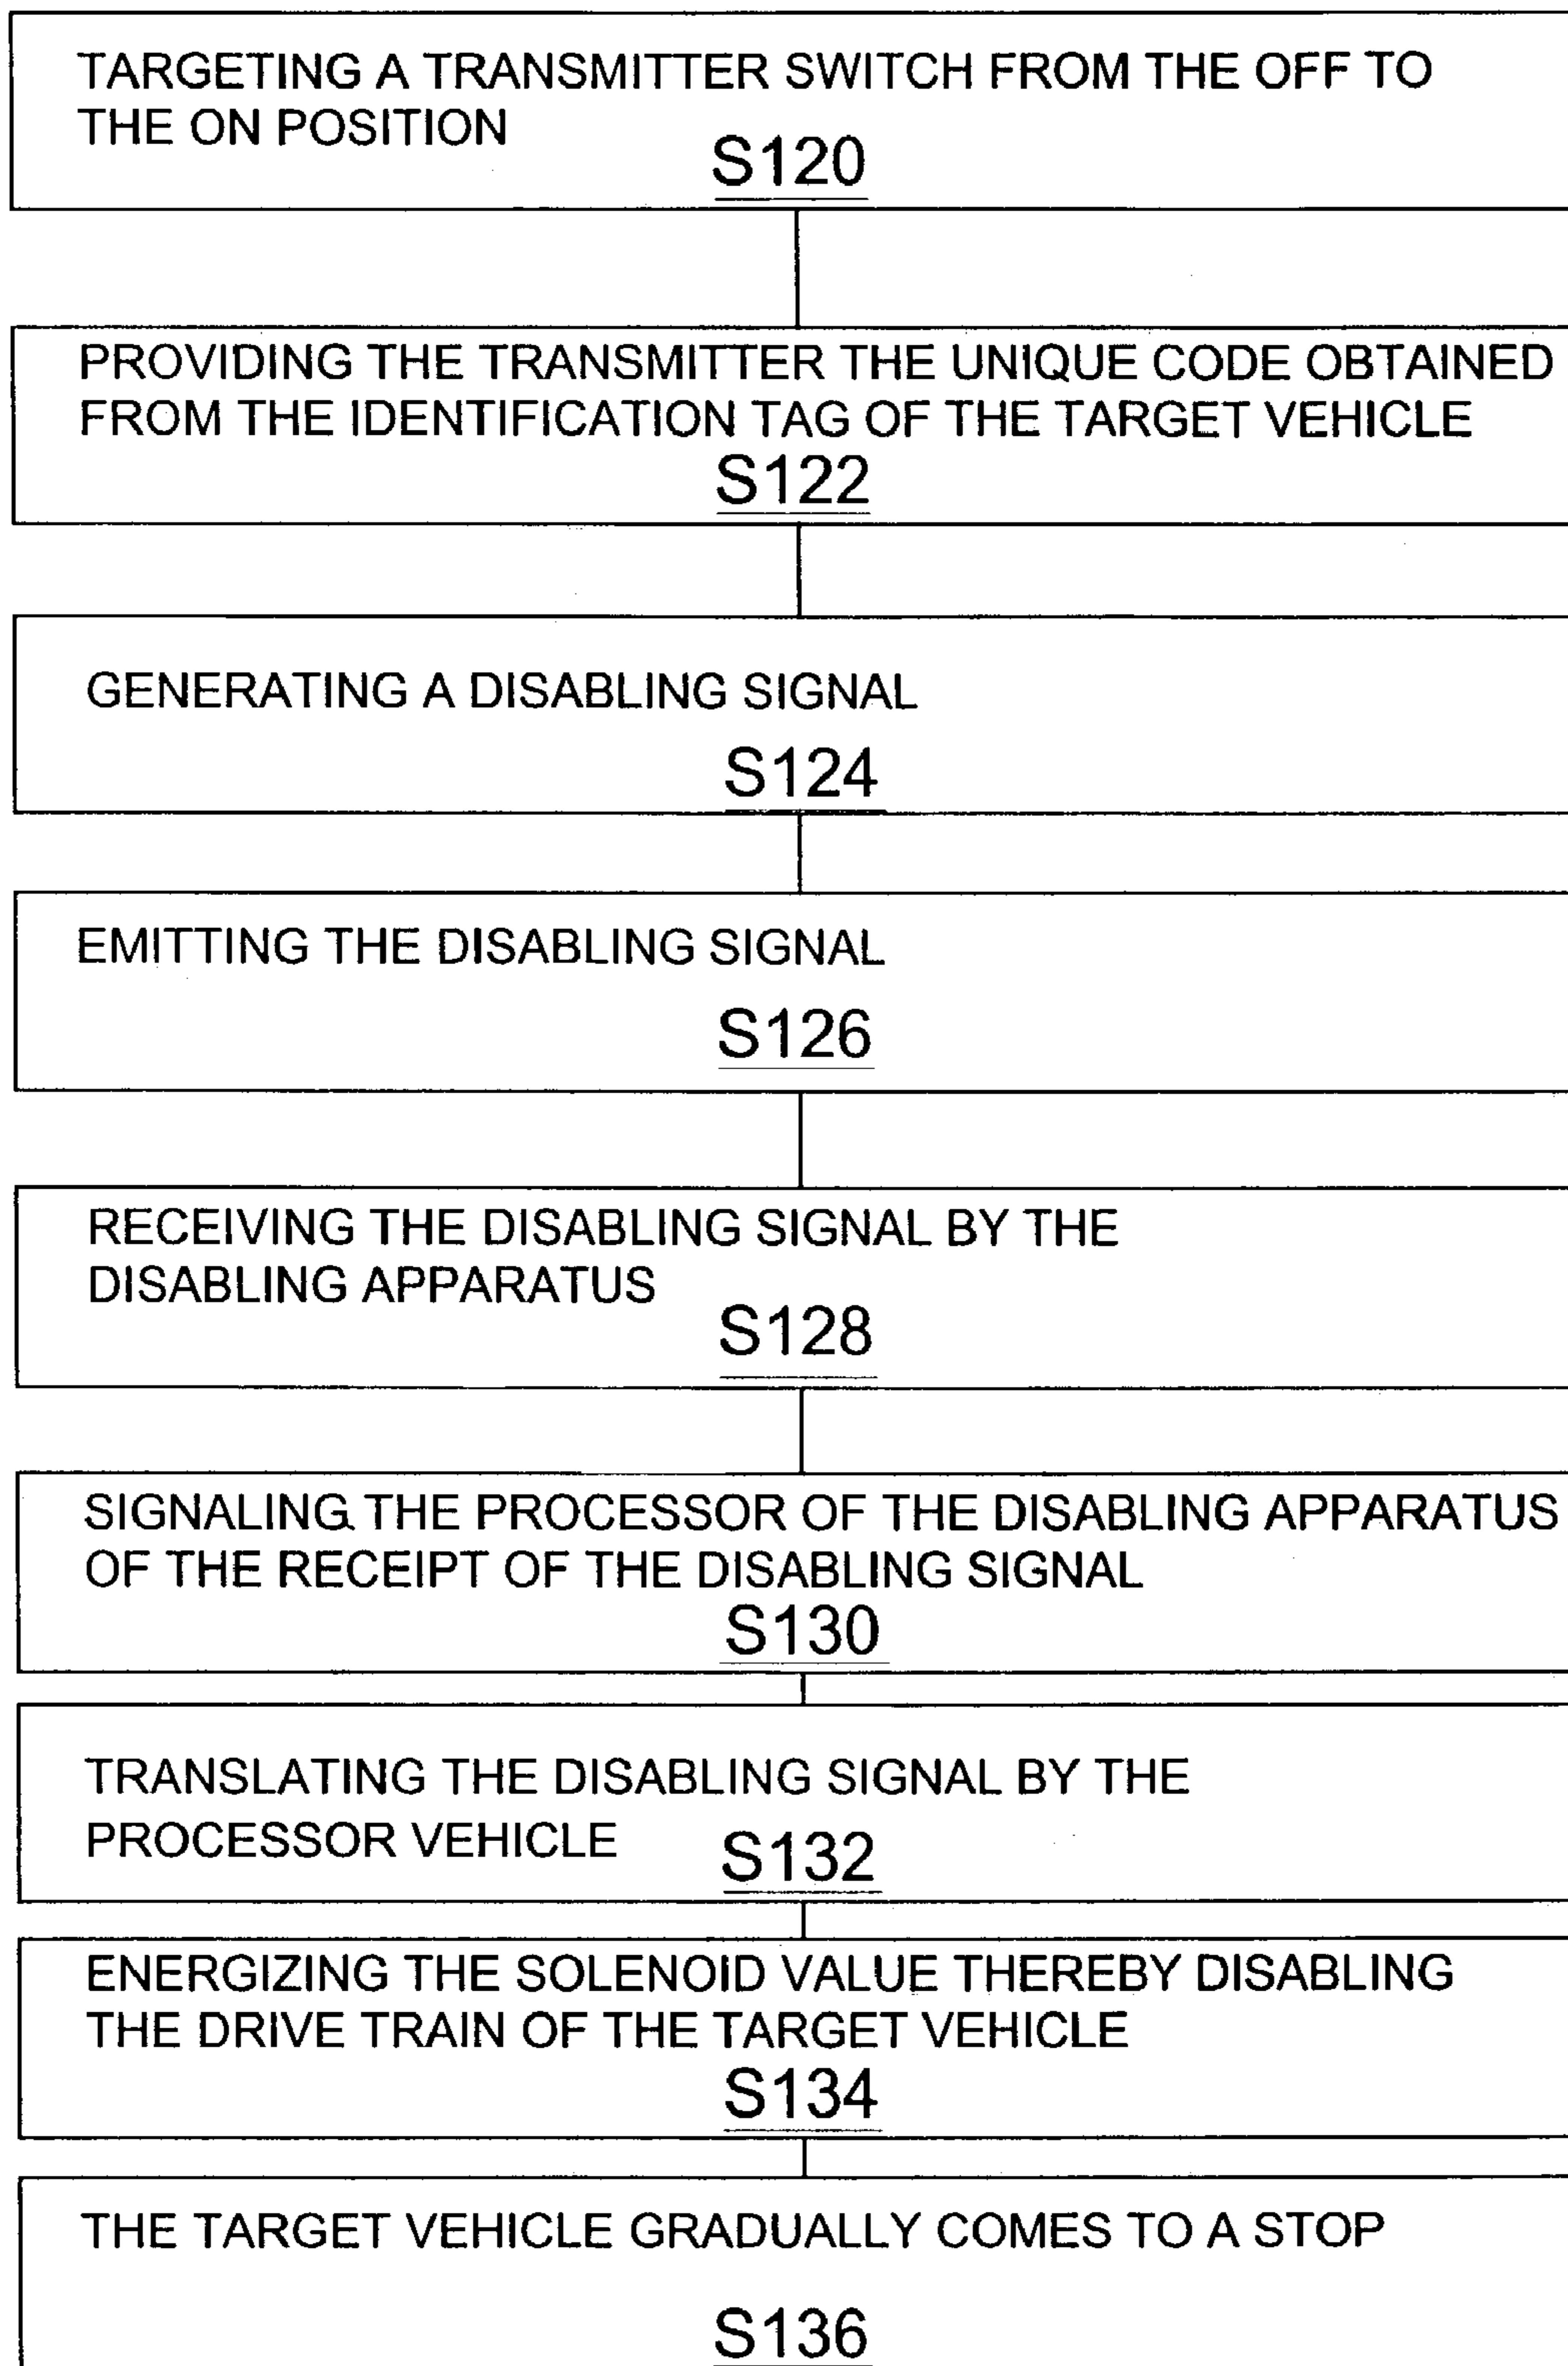 TARGETING A TRANSMITTER SWITCH FROM THE OFF TO
THE ON POSITION
S120
PROVIDING THE TRANSMITTER THE UNIQUE CODE OBTAINED
FROM THE IDENTIFICATION TAG OF THE TARGET VEHICLE
S122
GENERATING A DISABLING SIGNAL
S124
EMITTING THE DISABLING SIGNAL
S126
RECEIVING THE DISABLING SIGNAL BY THE
DISABLING APPARATUS
S128
SIGNALING THE PROCESSOR OF THE DISABLING APPARATUS
OF THE RECEIPT OF THE DISABLING SIGNAL
S130
TRANSLATING THE DISABLING SIGNAL BY THE
PROCESSOR VEHICLE
S132
ENERGIZING THE SOLENOID VALUE THEREBY DISABLING
THE DRIVE TRAIN OF THE TARGET VEHICLE
S134
THE TARGET VEHICLE GRADUALLY COMES TO A STOP
S136